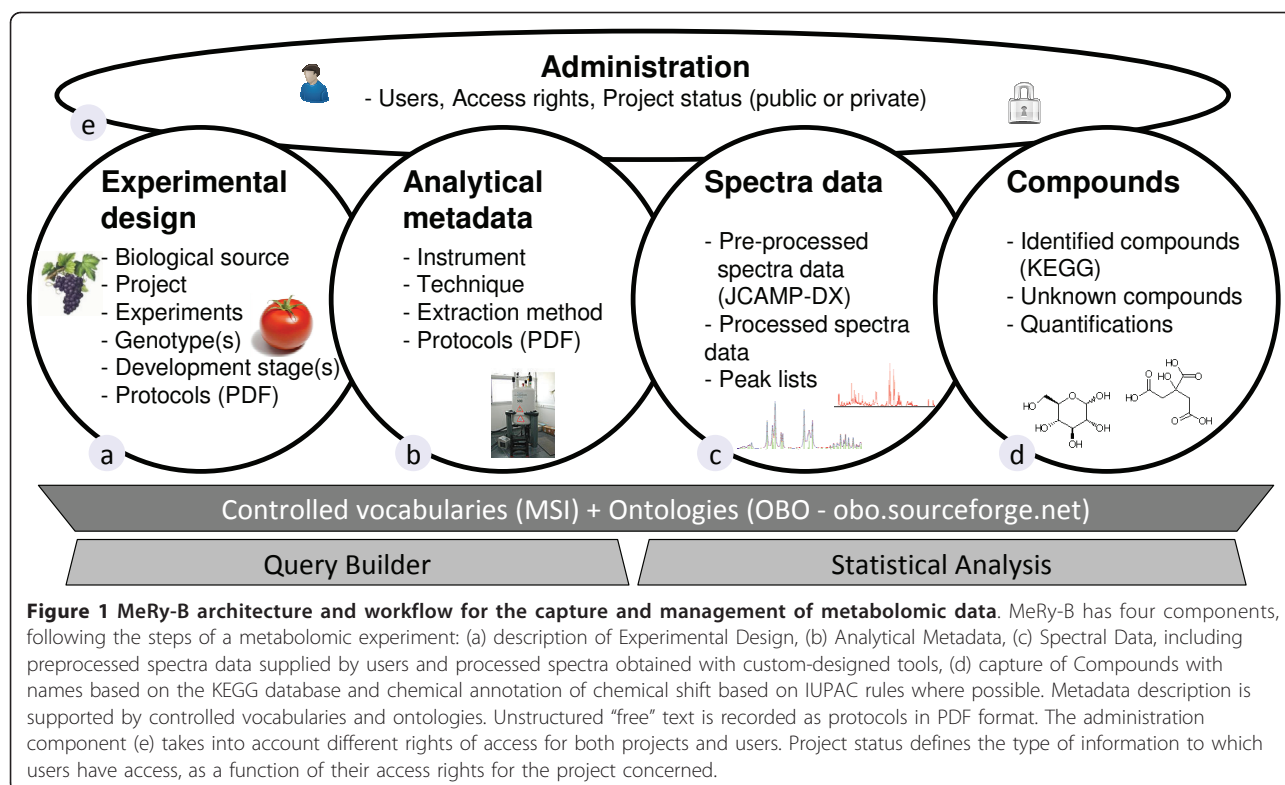 Administration
- Users, Access rights, Project status (public or private)
e
Experimental
design
- Biological source
- Project
- Experiments
- Genotype(s)
- Development stage(s)
- Protocols (PDF)
a
Analytical
metadata
- Instrument
- Technique
- Extraction method
- Protocols (PDF)
b
Spectra data
- Pre-processed
spectra data
(JCAMP-DX)
- Processed spectra
data
- Peak lists
c
Compounds
- Identified compounds
(KEGG)
- Unknown compounds
- Quantifications
HO
O
OH
HO
OH
OH
HO
O
HO
O
OH
O
OH
d
Controlled vocabularies (MSI) + Ontologies (OBO - obo.sourceforge.net)
Query Builder
Statistical Analysis
Figure 1 MeRy-B architecture and workflow for the capture and management of metabolomic data. MeRy-B has four components,
following the steps of a metabolomic experiment: (a) description of Experimental Design, (b) Analytical Metadata, (c) Spectral Data, including
preprocessed spectra data supplied by users and processed spectra obtained with custom-designed tools, (d) capture of Compounds with
names based on the KEGG database and chemical annotation of chemical shift based on IUPAC rules where possible. Metadata description is
supported by controlled vocabularies and ontologies. Unstructured “free” text is recorded as protocols in PDF format. The administration
component (e) takes into account different rights of access for both projects and users. Project status defines the type of information to which
users have access, as a function of their access rights for the project concerned.